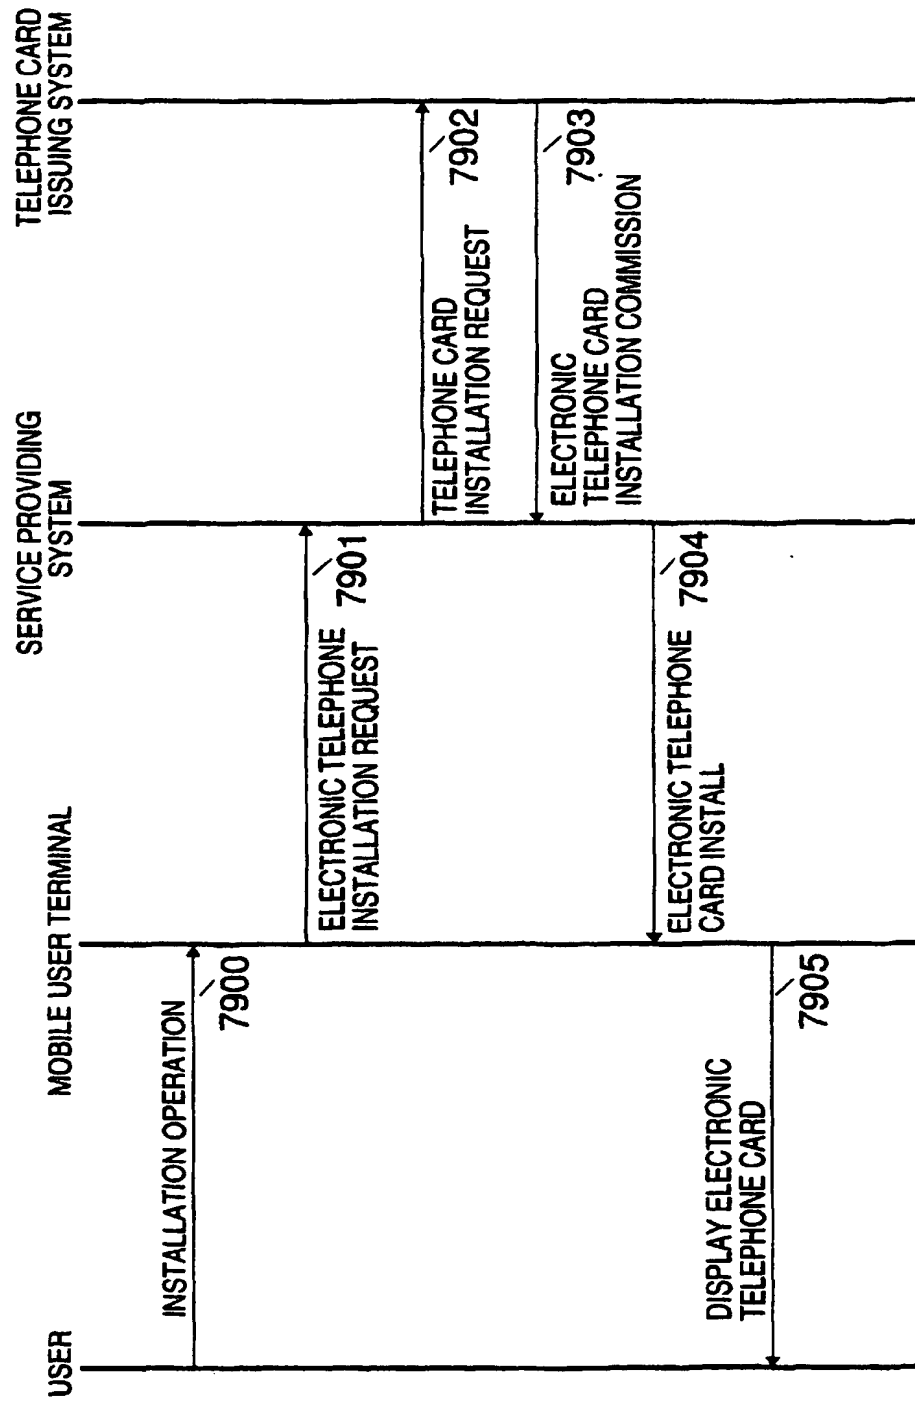 USER
MOBILE USER TERMINAL
SERVICE PROVIDING
SYSTEM
TELEPHONE CARD
ISSUING SYSTEM
INSTALLATION OPERATION
7900
ELECTRONIC TELEPHONE
INSTALLATION REQUEST
7901
TELEPHONE CARD
INSTALLATION REQUEST
7902
ELECTRONIC
TELEPHONE CARD
INSTALLATION COMMISSION
7903
ELECTRONIC TELEPHONE
CARD INSTALL
7904
DISPLAY ELECTRONIC
TELEPHONE CARD
7905